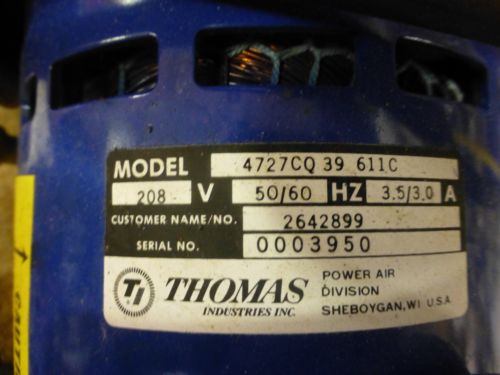 MODEL 4727CQ 39 611C
208 V 50/60 HZ 3.5/3.0 A
CUSTOMER NAME/NO. 2642899
SERIAL NO. 0003950
TI THOMAS INDUSTRIES INC.
POWER AIR
DIVISION
SHEBOYGAN, WI U.S.A.